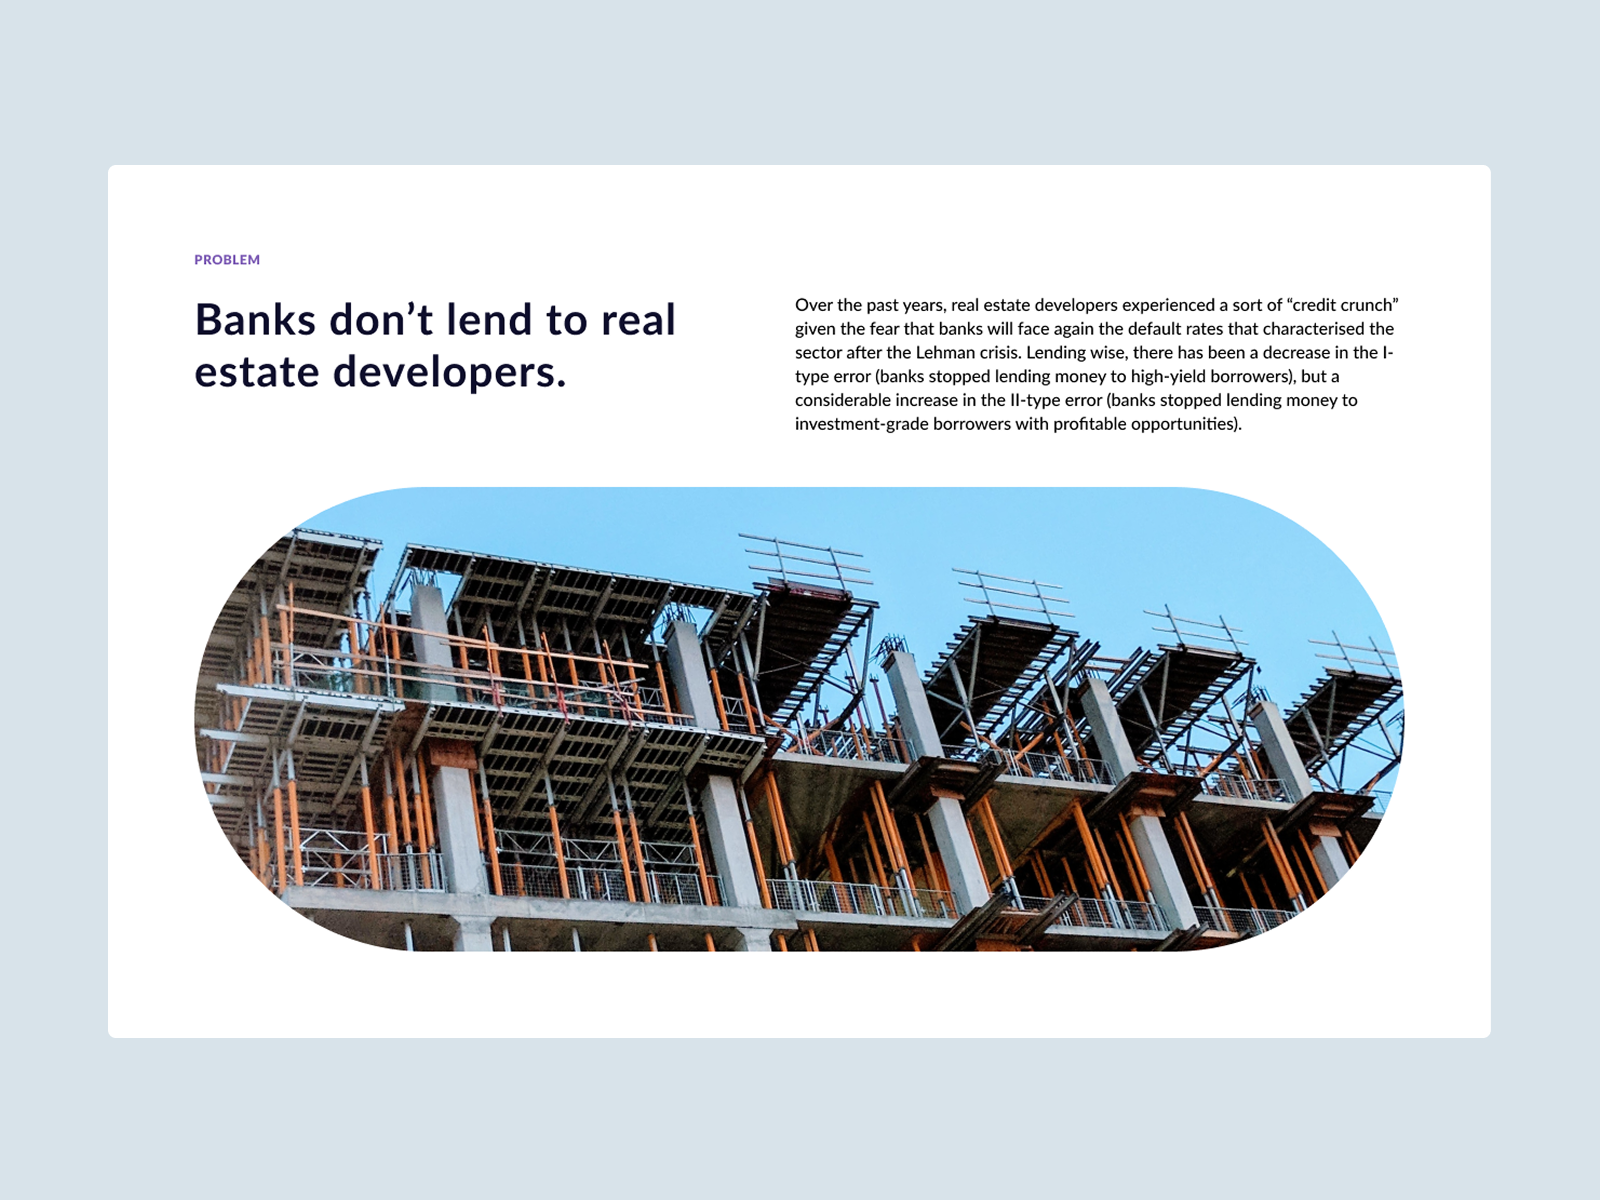 PROBLEM
Banks don’t lend to real
estate developers.
Over the past years, real estate developers experienced a sort of “credit crunch”
given the fear that banks will face again the default rates that characterised the
sector after the Lehman crisis. Lending wise, there has been a decrease in the I-
type error (banks stopped lending money to high-yield borrowers), but a
considerable increase in the II-type error (banks stopped lending money to
investment-grade borrowers with profitable opportunities).